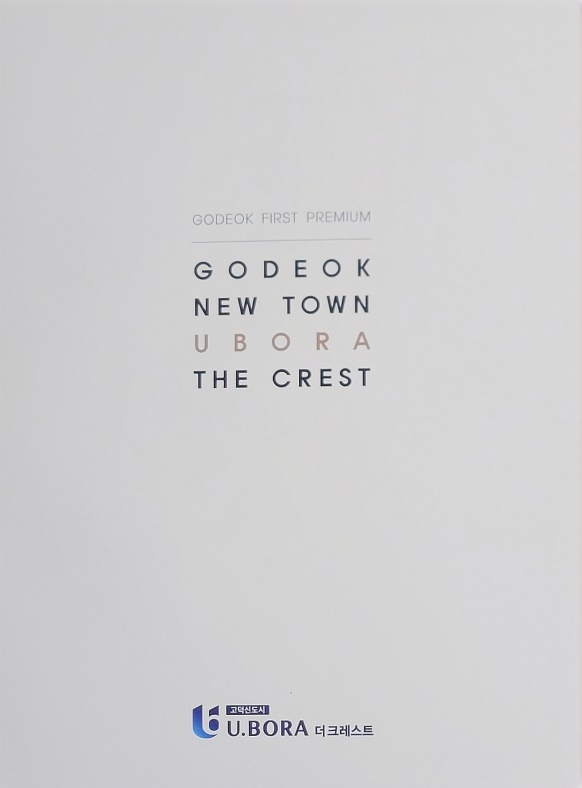 GODEOK FIRST PREMIUM
GODEOK
NEW TOWN
UBORA
THE CREST
고덕신도시
U.BORA 더크레스트